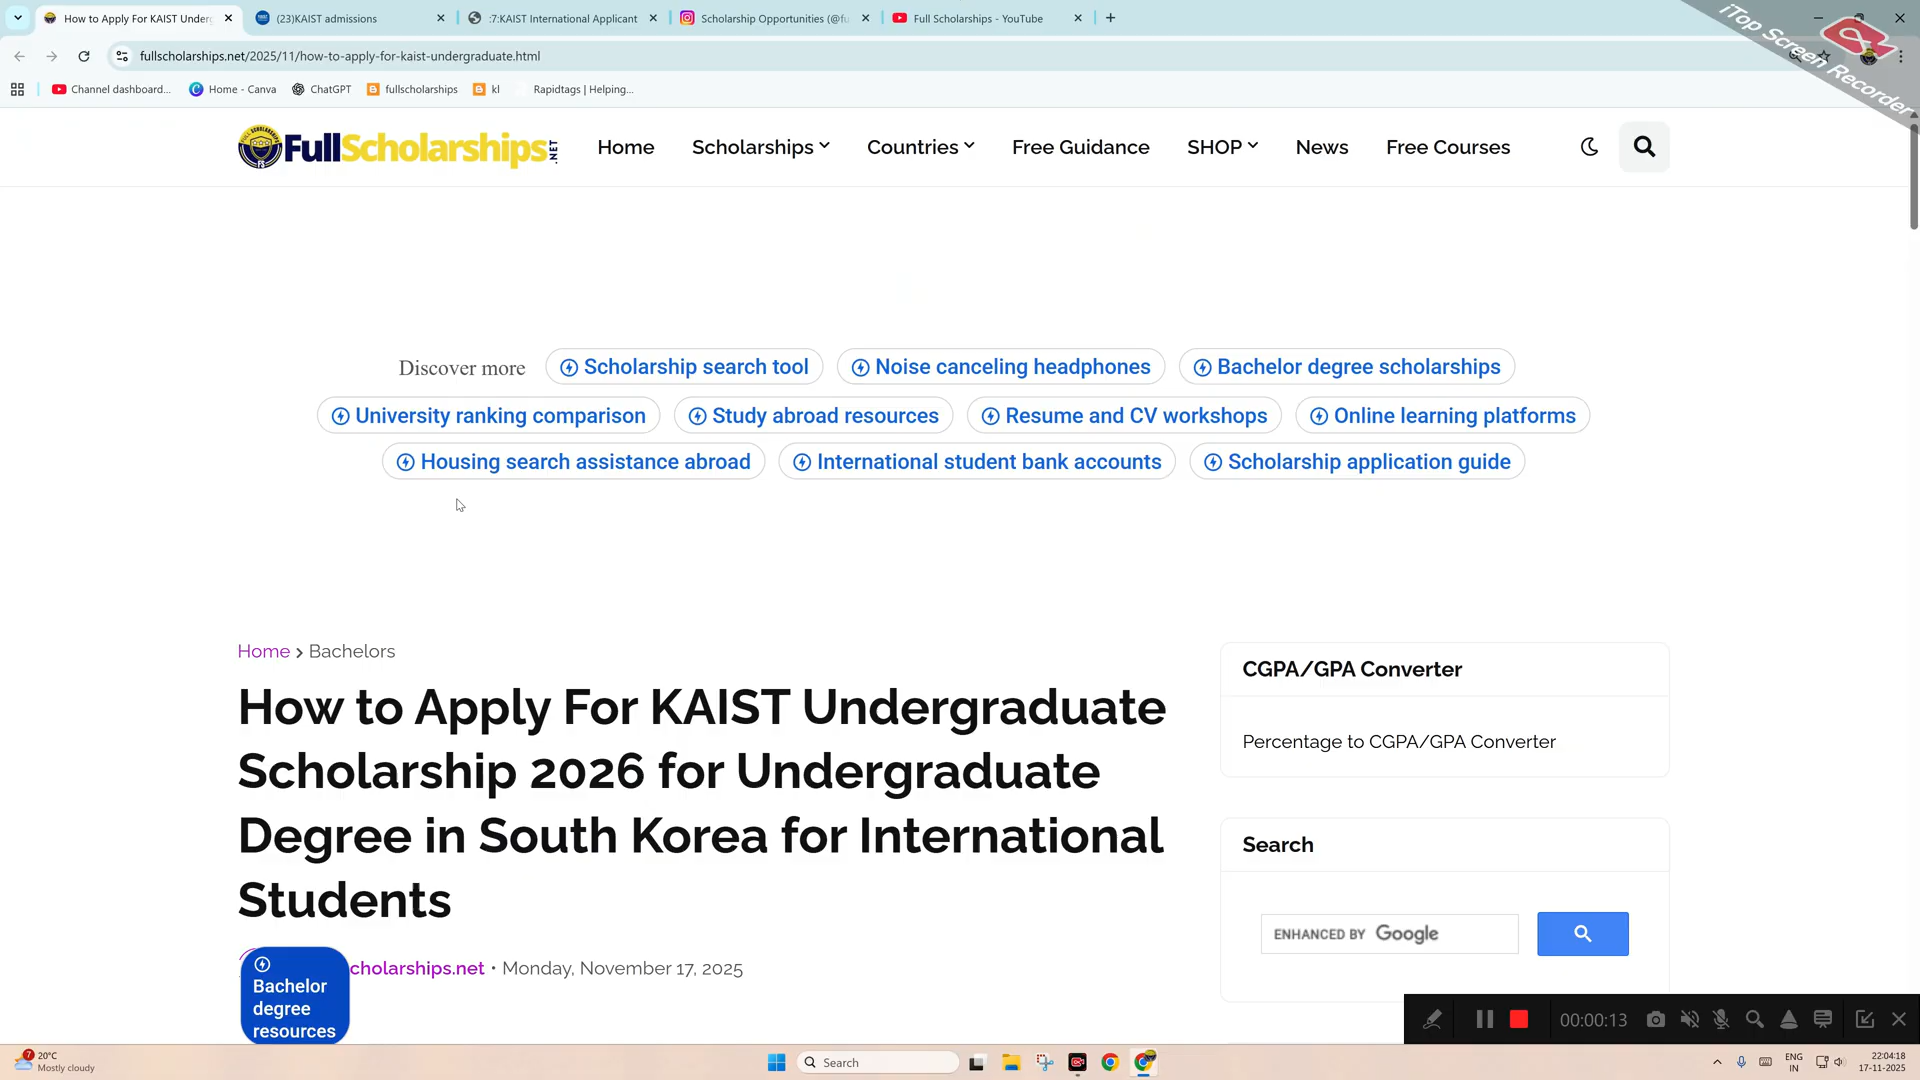 How to Apply For KAIST Underg
(23)KAIST admissions
:7:KAIST International Applicant
Scholarship Opportunities (@fu
Full Scholarships - YouTube
iTop Screen Recorder
fullscholarships.net/2025/11/how-to-apply-for-kaist-undergraduate.html
Channel dashboard...
Home - Canva
ChatGPT
fullscholarships
kl
Rapidtags | Helping...
FullScholarships.NET
Home
Scholarships
Countries
Free Guidance
SHOP
News
Free Courses
Discover more
Scholarship search tool
Noise canceling headphones
Bachelor degree scholarships
University ranking comparison
Study abroad resources
Resume and CV workshops
Online learning platforms
Housing search assistance abroad
International student bank accounts
Scholarship application guide
Home > Bachelors
How to Apply For KAIST Undergraduate
Scholarship 2026 for Undergraduate
Degree in South Korea for International
Students
cholarships.net • Monday, November 17, 2025
Bachelor
degree
resources
CGPA/GPA Converter
Percentage to CGPA/GPA Converter
Search
ENHANCED BY Google
00:00:13
7
20°C
Mostly cloudy
Search
ENG
IN
22:04:18
17-11-2025